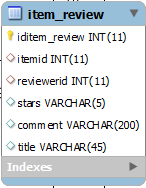 item_review
iditem_review INT(11)
itemid INT(11)
reviewerid INT(11)
stars VARCHAR(5)
comment VARCHAR(200)
title VARCHAR(45)
Indexes